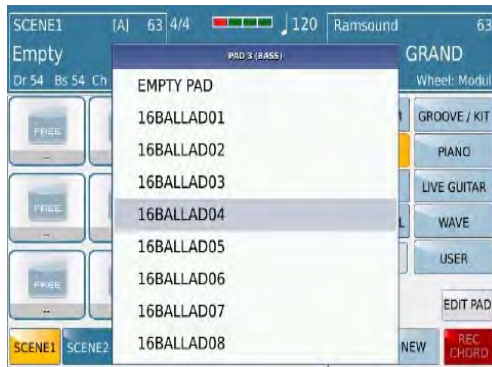 SCENE1 [A] 63 4/4 120 Ramsound 63
Empty GRAND
Dr 54 Bs 54 Ch Wheel: Modul
PAD 3 (BASS)
EMPTY PAD
16BALLAD01
16BALLAD02
16BALLAD03
16BALLAD04
16BALLAD05
16BALLAD06
16BALLAD07
16BALLAD08
FREE
--
FREE
--
FREE
--
GROOVE / KIT
PIANO
LIVE GUITAR
L WAVE
USER
EDIT PAD
SCENE1 SCENE2 NEW REC CHORD